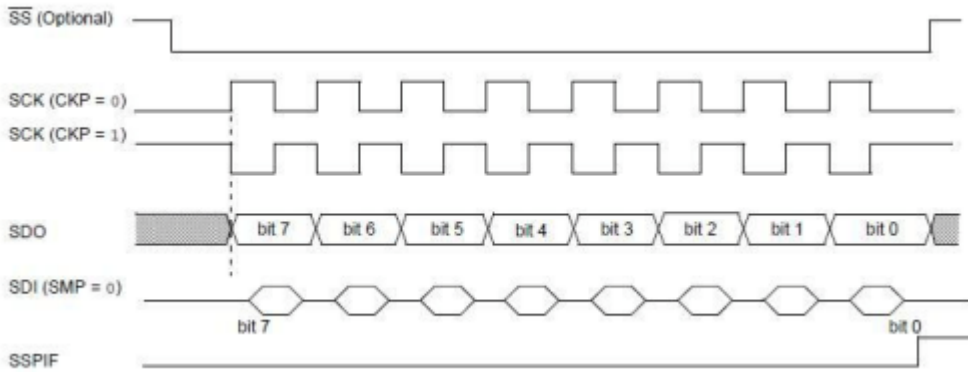 SS (Optional)
SCK (CKP = 0)
SCK (CKP = 1)
SDO
bit 7 bit 6 bit 5 bit 4 bit 3 bit 2 bit 1 bit 0
SDI (SMP = 0)
bit 7 bit 0
SSPIF